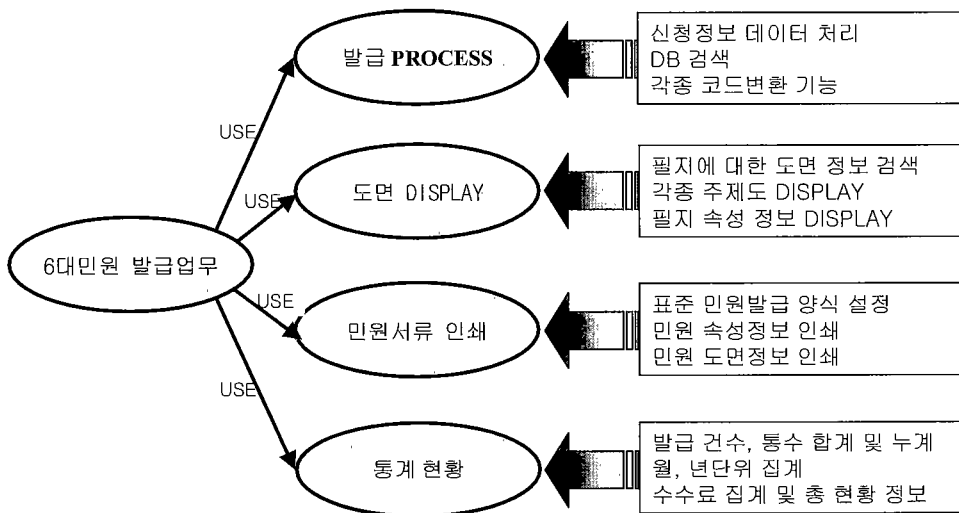 발급 PROCESS
신청정보 데이터 처리
DB 검색
각종 코드변환 기능
USE
도면 DISPLAY
필지에 대한 도면 정보 검색
각종 주제도 DISPLAY
필지 속성 정보 DISPLAY
USE
6대민원 발급업무
USE
민원서류 인쇄
표준 민원발급 양식 설정
민원 속성정보 인쇄
민원 도면정보 인쇄
USE
통계 현황
발급 건수, 통수 합계 및 누계
월, 년단위 집계
수수료 집계 및 총 현황 정보